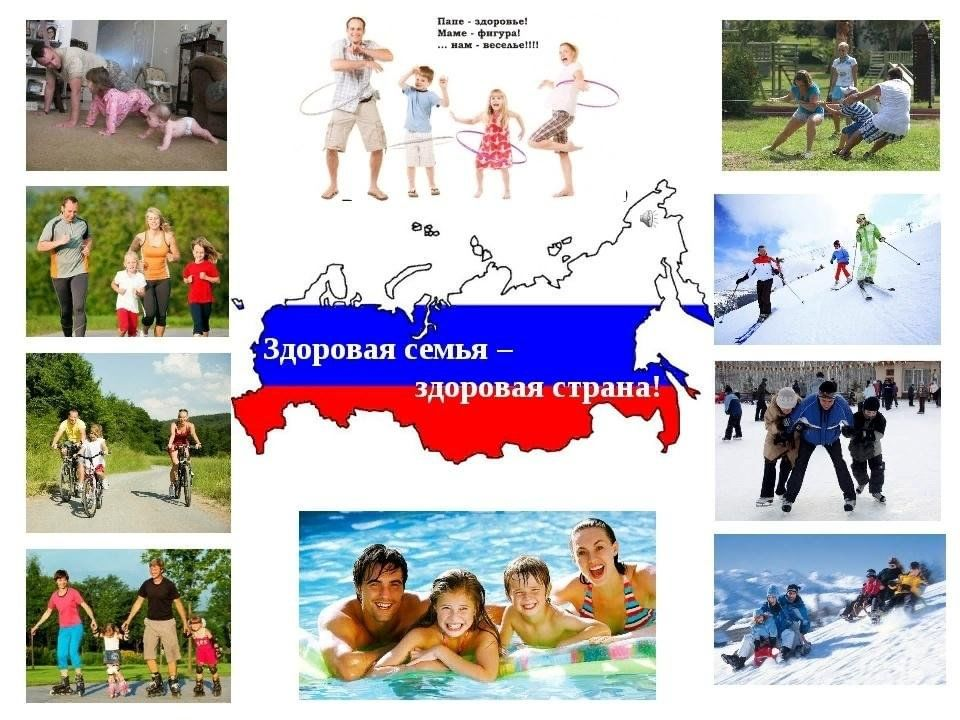 Папе - здоровье!
Маме - фигура!
... нам - веселье!!!!
Здоровая семья –
здоровая страна!